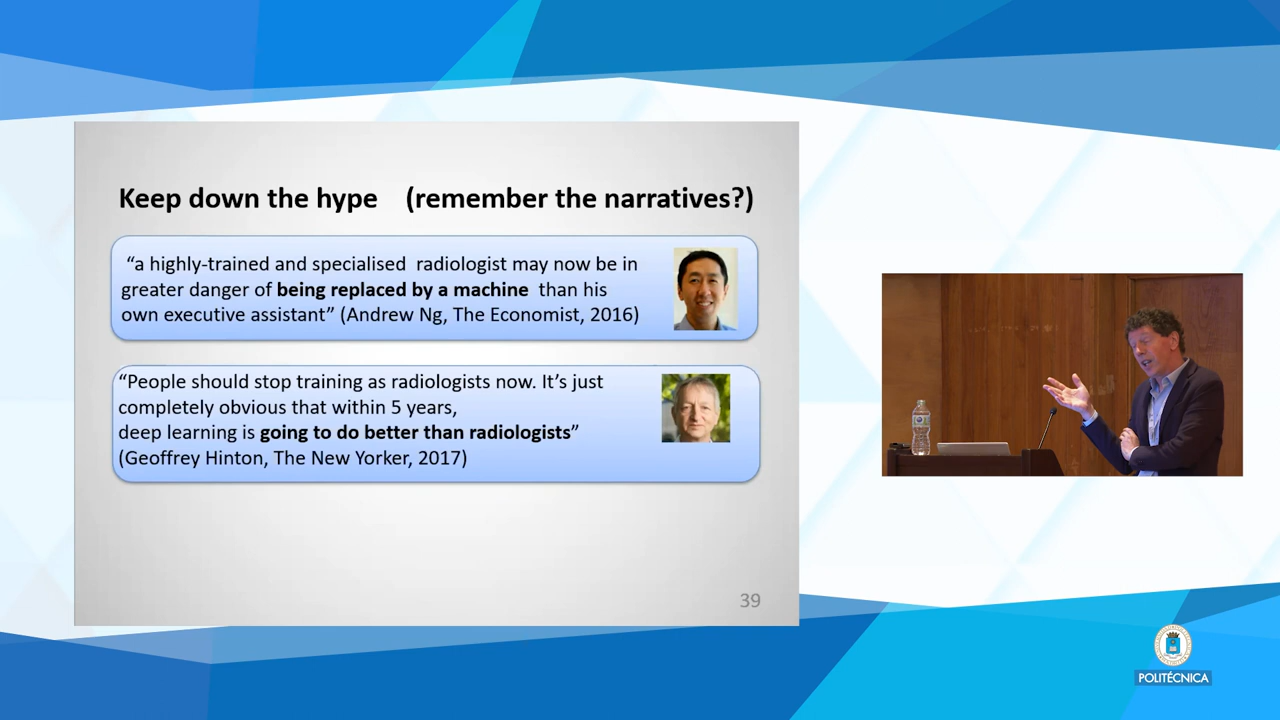 Keep down the hype (remember the narratives?)
“a highly-trained and specialised radiologist may now be in
greater danger of being replaced by a machine than his
own executive assistant” (Andrew Ng, The Economist, 2016)
“People should stop training as radiologists now. It’s just
completely obvious that within 5 years,
deep learning is going to do better than radiologists”
(Geoffrey Hinton, The New Yorker, 2017)
39
POLITÉCNICA